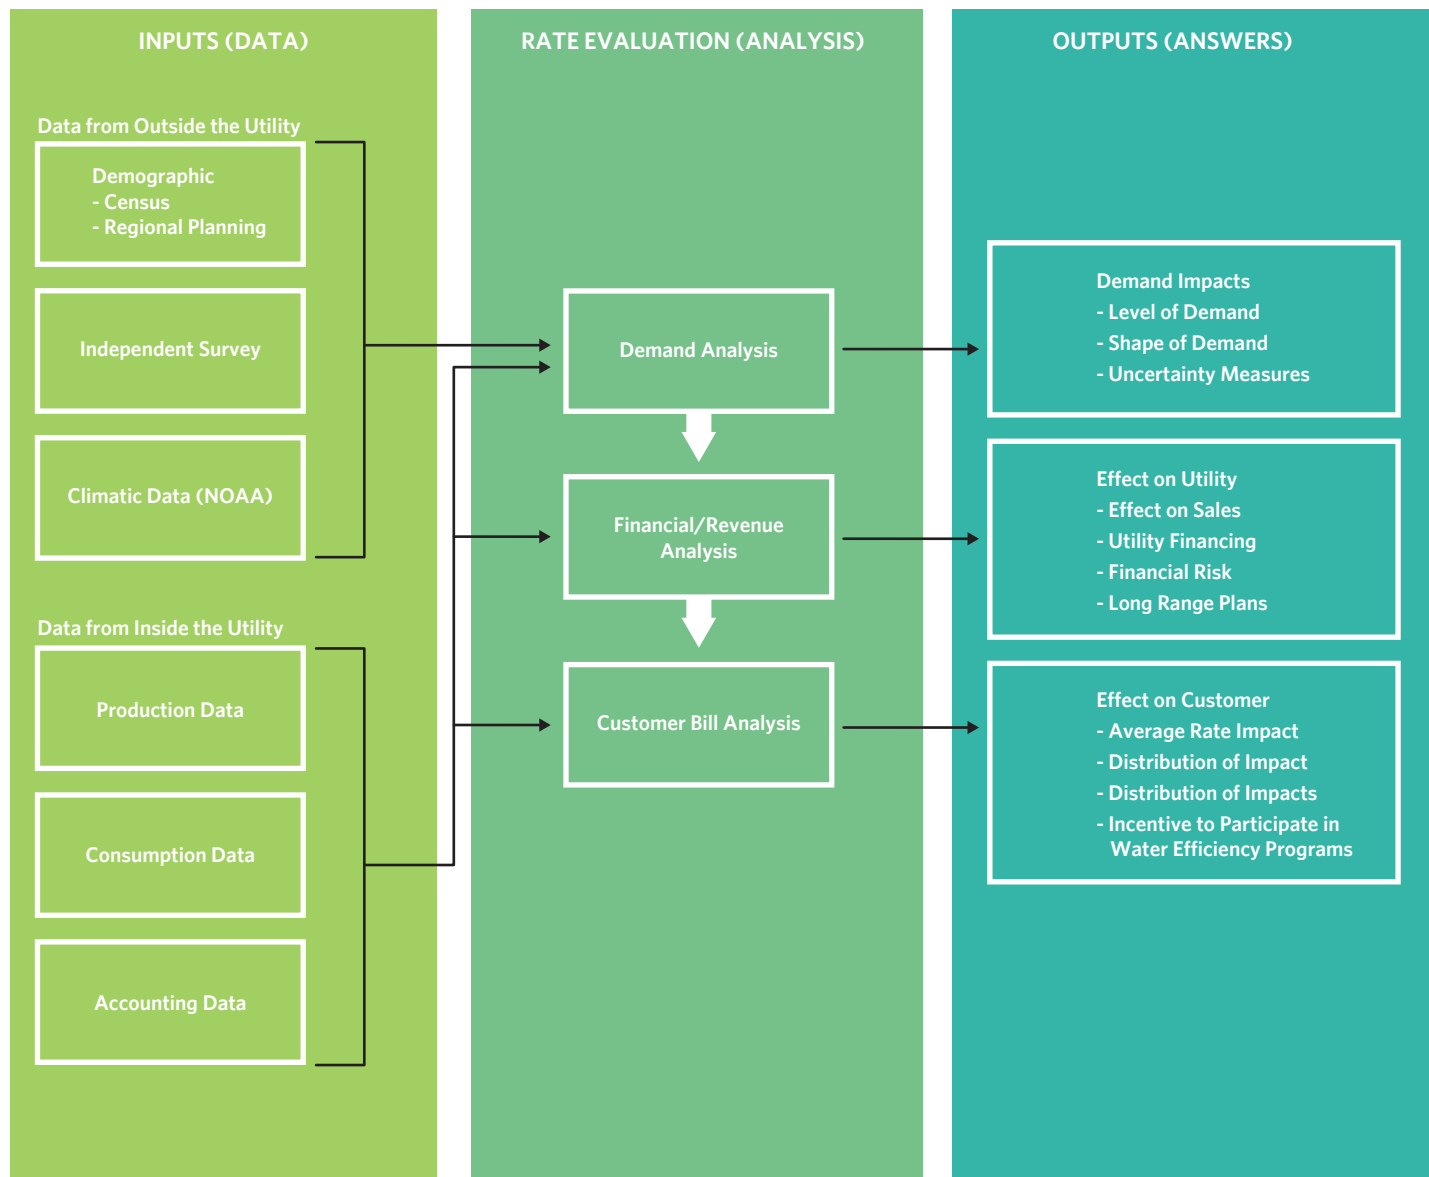 INPUTS (DATA)
Data from Outside the Utility
Demographic
- Census
- Regional Planning
Independent Survey
Climatic Data (NOAA)
Data from Inside the Utility
Production Data
Consumption Data
Accounting Data
RATE EVALUATION (ANALYSIS)
Demand Analysis
Financial/Revenue
Analysis
Customer Bill Analysis
OUTPUTS (ANSWERS)
Demand Impacts
- Level of Demand
- Shape of Demand
- Uncertainty Measures
Effect on Utility
- Effect on Sales
- Utility Financing
- Financial Risk
- Long Range Plans
Effect on Customer
- Average Rate Impact
- Distribution of Impact
- Distribution of Impacts
- Incentive to Participate in
Water Efficiency Programs